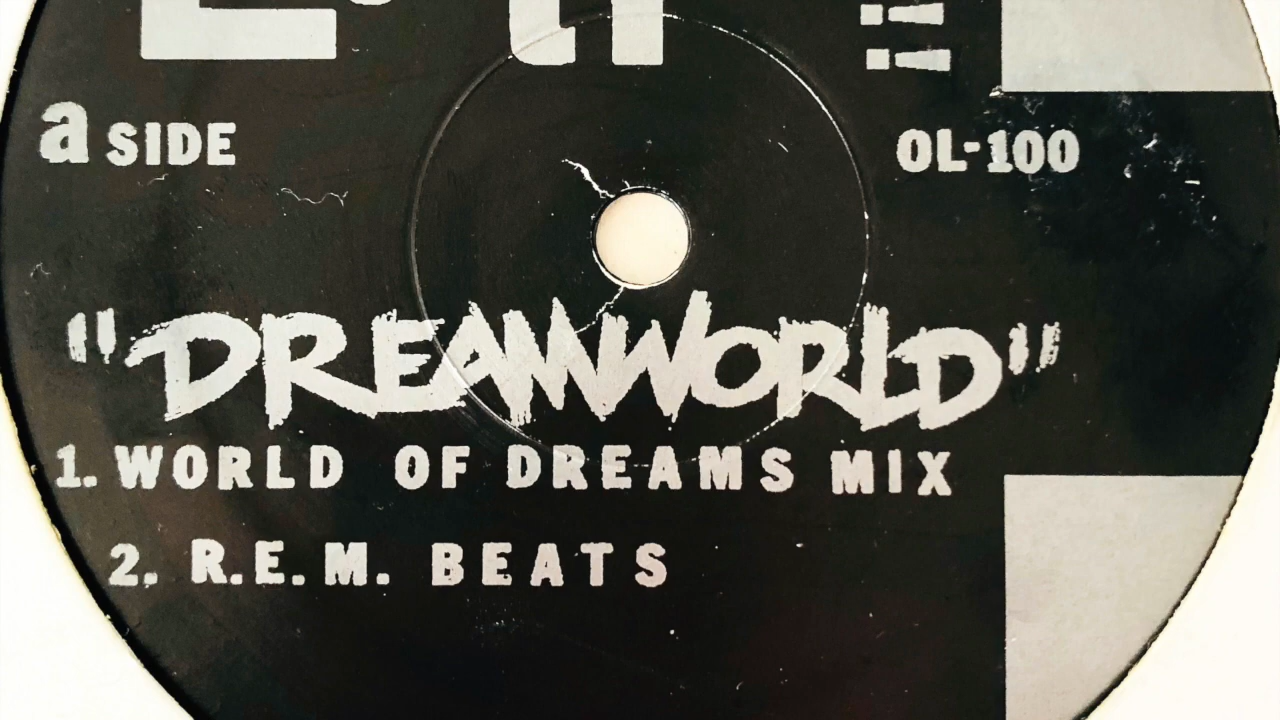 a SIDE
OL-100
"DREAMWORLD"
1. WORLD OF DREAMS MIX
2. R.E.M. BEATS